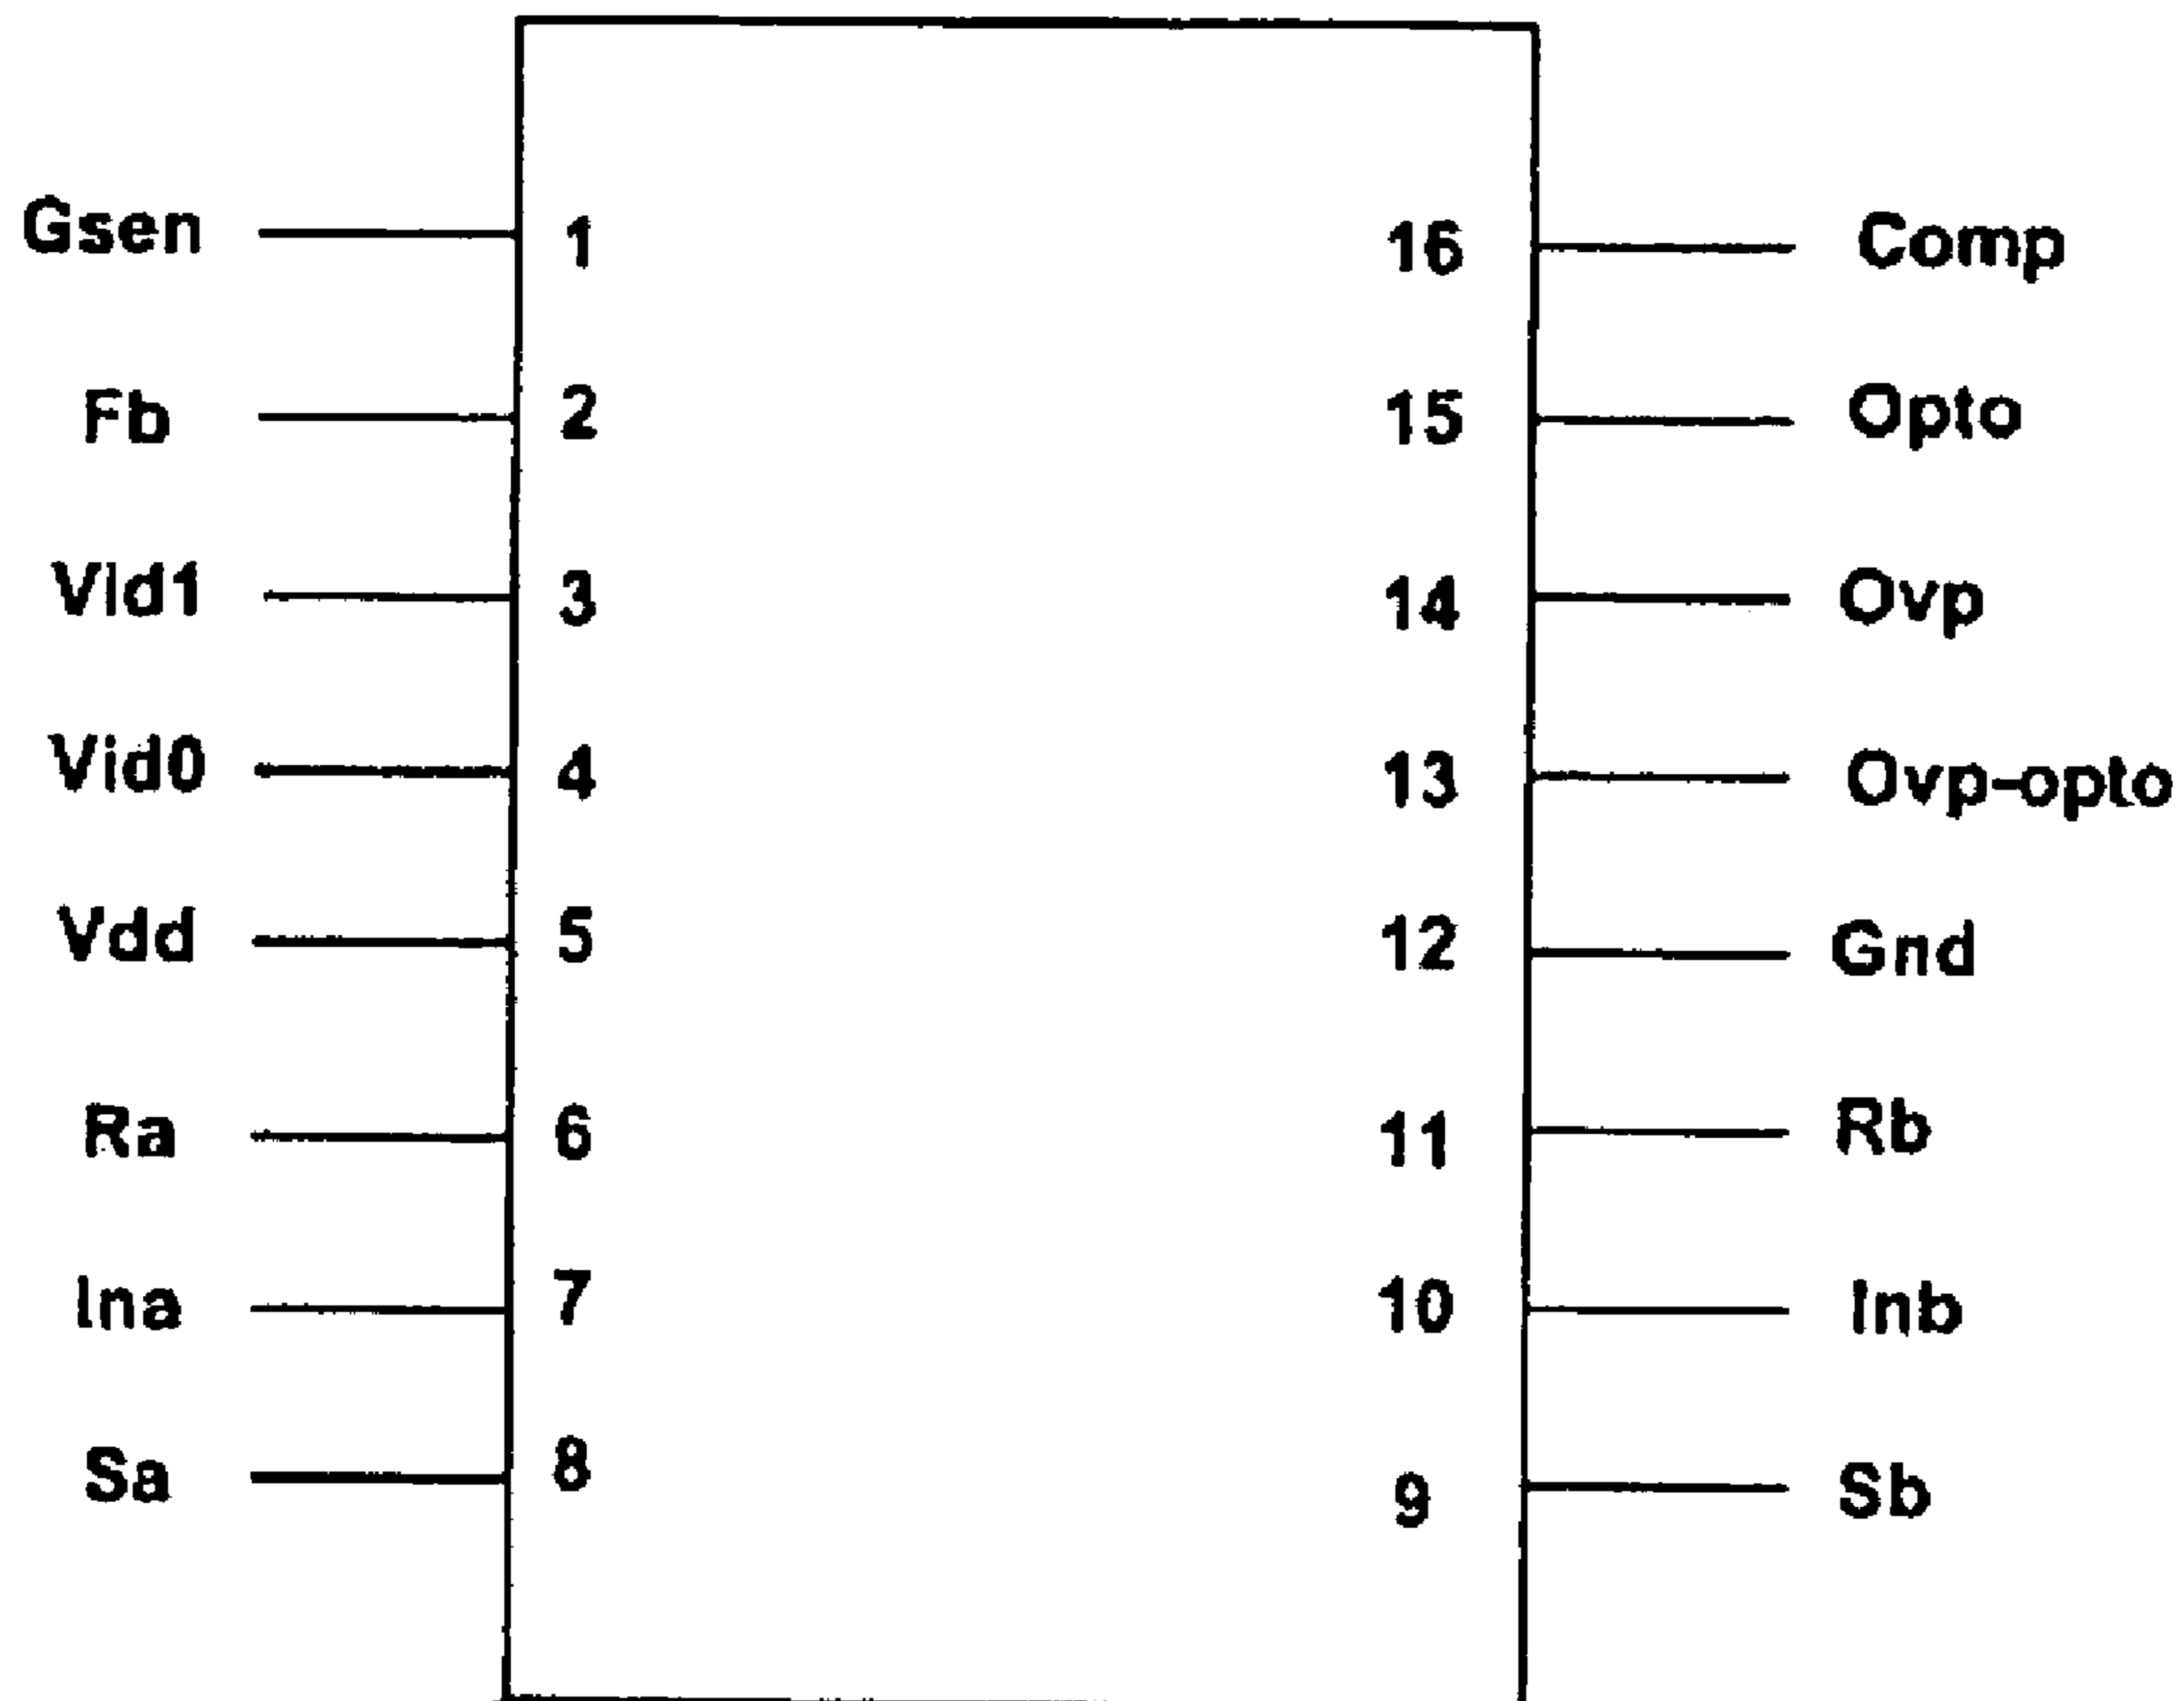 Gsen 1 16 Comp
Fb 2 15 Opto
Vid1 3 14 Ovp
Vid0 4 13 Ovp-opto
Vdd 5 12 Gnd
Ra 6 11 Rb
Ina 7 10 Inb
Sa 8 9 Sb